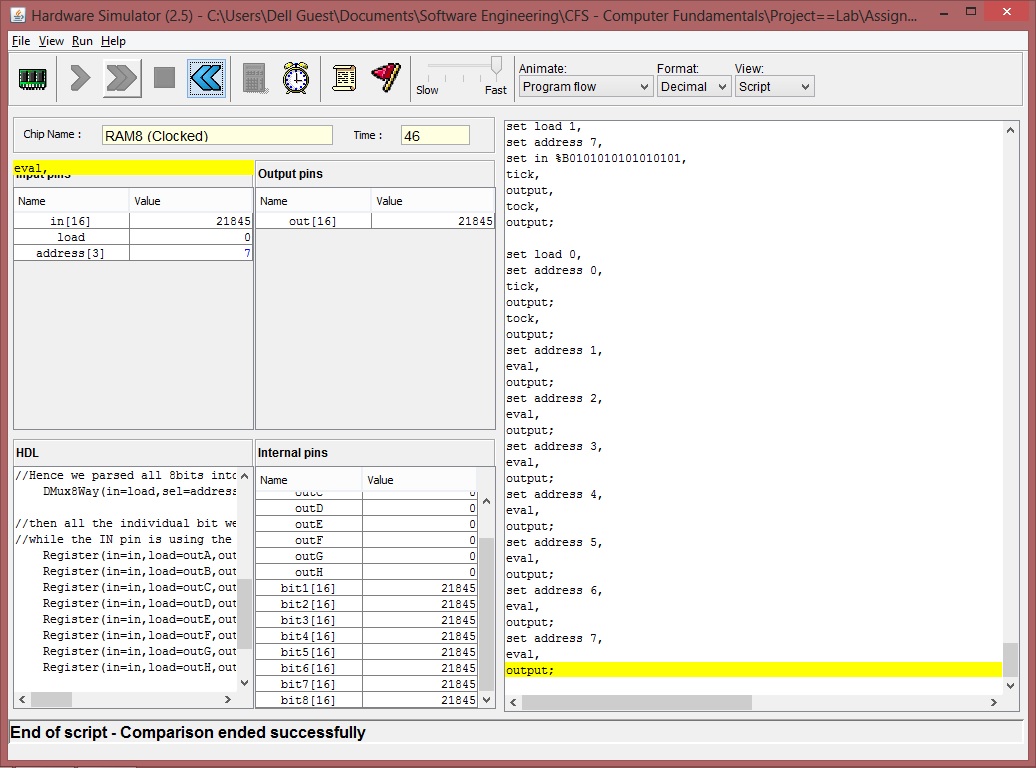 Hardware Simulator (2.5) - C:\Users\Dell Guest\Documents\Software Engineering\CFS - Computer Fundamentals\Project==Lab\Assign...
File View Run Help
Slow Fast
Animate:
Program flow
Format:
Decimal
View:
Script
Chip Name :
RAM8 (Clocked)
Time :
46
eval,
Input pins
Name Value
in[16] 21845
load 0
address[3] 7
Output pins
Name Value
out[16] 21845
HDL
//Hence we parsed all 8bits into
DMux8Way(in=load,sel=address
//then all the individual bit we
//while the IN pin is using the
Register(in=in,load=outA,out
Register(in=in,load=outB,out
Register(in=in,load=outC,out
Register(in=in,load=outD,out
Register(in=in,load=outE,out
Register(in=in,load=outF,out
Register(in=in,load=outG,out
Register(in=in,load=outH,out
Internal pins
Name Value
outC 0
outD 0
outE 0
outF 0
outG 0
outH 0
bit1[16] 21845
bit2[16] 21845
bit3[16] 21845
bit4[16] 21845
bit5[16] 21845
bit6[16] 21845
bit7[16] 21845
bit8[16] 21845
set load 1,
set address 7,
set in %B0101010101010101,
tick,
output,
tock,
output;
set load 0,
set address 0,
tick,
output;
tock,
output;
set address 1,
eval,
output;
set address 2,
eval,
output;
set address 3,
eval,
output;
set address 4,
eval,
output;
set address 5,
eval,
output;
set address 6,
eval,
output;
set address 7,
eval,
output;
End of script - Comparison ended successfully